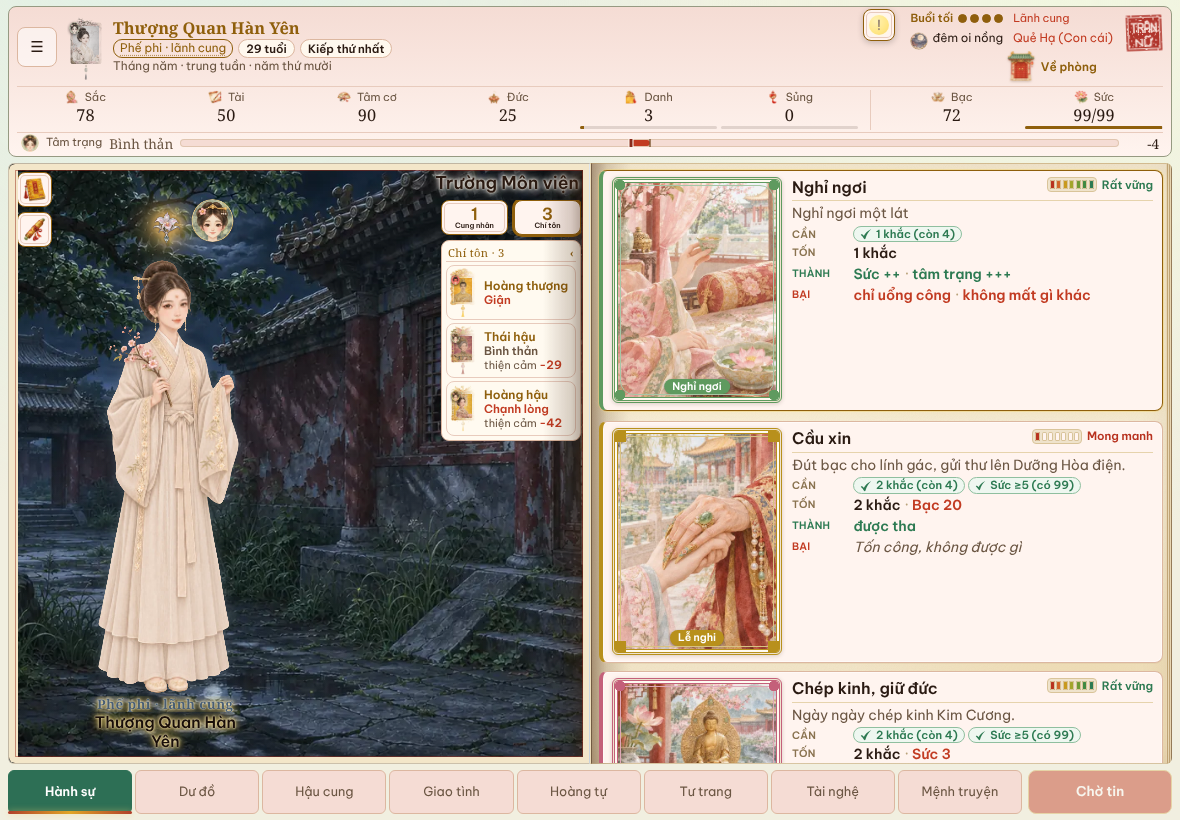 ☰
Thượng Quan Hàn Yên
Phế phi · lãnh cung
29 tuổi
Kiếp thứ nhất
Tháng năm · trung tuần · năm thứ mười
!
Buổi tối
Lãnh cung
đêm oi nồng
Quẻ Hạ (Con cái)
Về phòng
TRÂN
NỮ
Sắc
78
Tài
50
Tâm cơ
90
Đức
25
Danh
3
Sủng
0
Bạc
72
Sức
99/99
Tâm trạng
Bình thản
-4
Trường Môn viện
1
Cung nhân
3
Chí tôn
Chí tôn · 3
‹
Hoàng thượng
Giận
Thái hậu
Bình thản
thiện cảm -29
Hoàng hậu
Chạnh lòng
thiện cảm -42
Phế phi · lãnh cung
Thượng Quan Hàn
Yên
Nghỉ ngơi
Nghỉ ngơi
Rất vững
Nghỉ ngơi một lát
CẦN
✓ 1 khắc (còn 4)
TỐN
1 khắc
THÀNH
Sức ++ · tâm trạng +++
BẠI
chỉ uổng công · không mất gì khác
Lễ nghi
Cầu xin
Mong manh
Đút bạc cho lính gác, gửi thư lên Dưỡng Hòa điện.
CẦN
✓ 2 khắc (còn 4)
✓ Sức ≥5 (có 99)
TỐN
2 khắc · Bạc 20
THÀNH
được tha
BẠI
Tốn công, không được gì
Chép kinh, giữ đức
Rất vững
Ngày ngày chép kinh Kim Cương.
CẦN
✓ 2 khắc (còn 4)
✓ Sức ≥5 (có 99)
TỐN
2 khắc · Sức 3
Hành sự
Dư đồ
Hậu cung
Giao tình
Hoàng tự
Tư trang
Tài nghệ
Mệnh truyện
Chờ tin